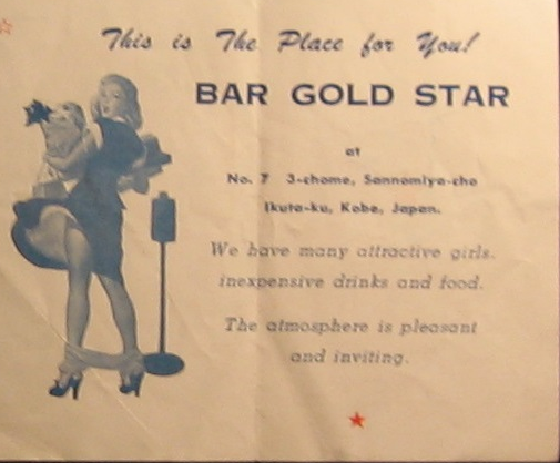 This is The Place for You!
BAR GOLD STAR
at
No. 7 3-chome, Sannomiya-cho
Ikuta-ku, Kobe, Japan.
We have many attractive girls.
inexpensive drinks and food.
The atmosphere is pleasant
and inviting.